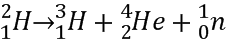 ²₁H→³₁H + ⁴₂He + ¹₀n